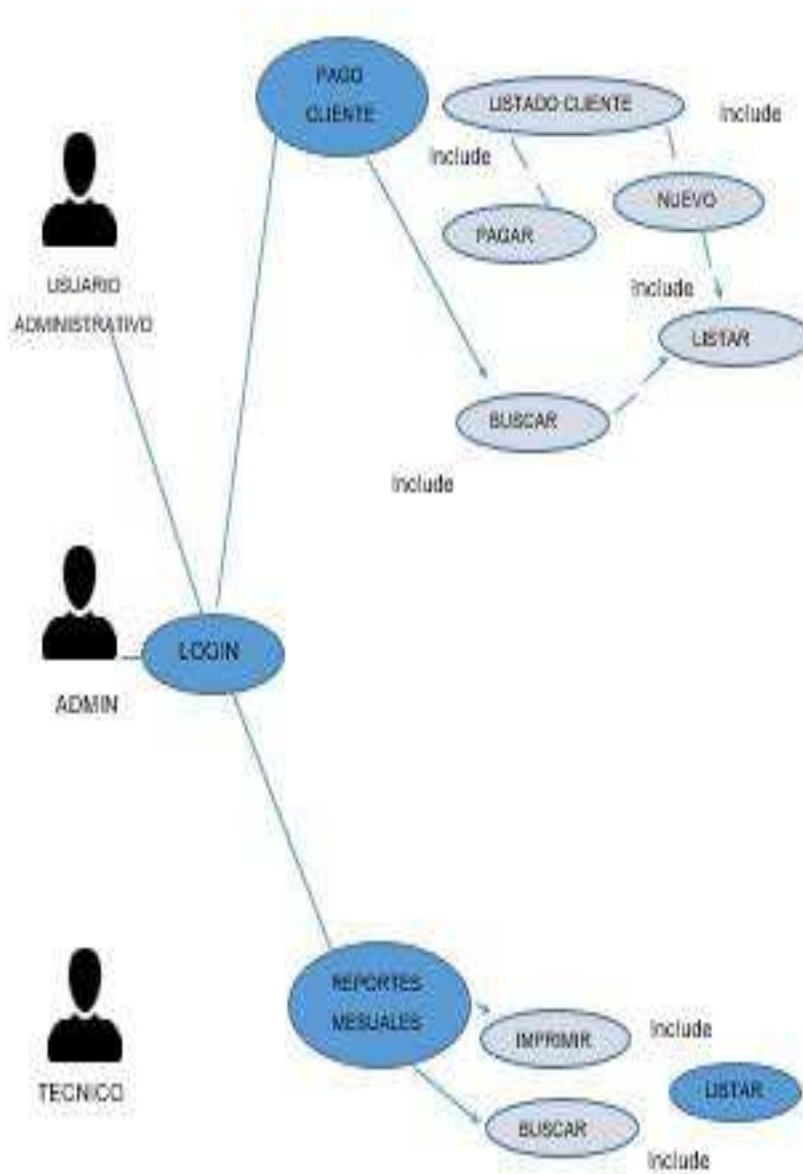 PAGO
CLIENTE
LISTADO CLIENTE
Include
Include
NUEVO
PAGAR
USUARIO
ADMINISTRATIVO
Include
LISTAR
BUSCAR
Include
LOGIN
ADMIN
REPORTES
MESUALES
IMPRIMIR
Include
LISTAR
TECNICO
BUSCAR
Include